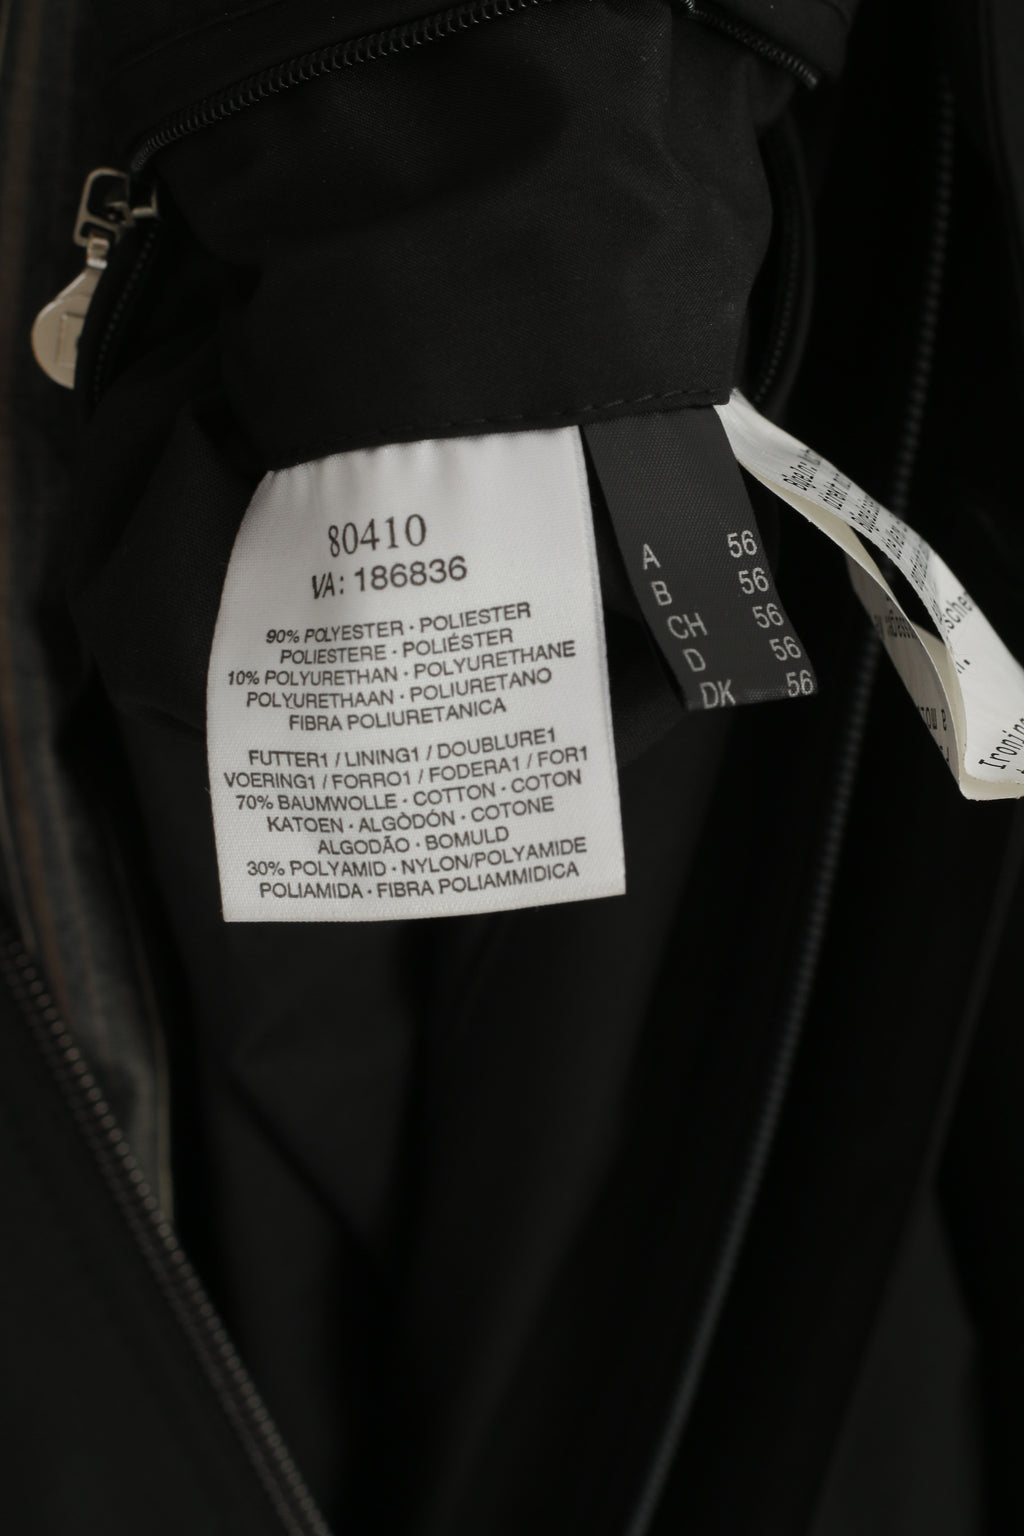 80410
VA: 186836
90% POLYESTER · POLIESTER
POLIESTERE · POLIÉSTER
10% POLYURETHAN · POLYURETHANE
POLYURETHAAN · POLIURETANO
FIBRA POLIURETANICA
FUTTER1 / LINING1 / DOUBLURE1
VOERING1 / FORRO1 / FODERA1 / FOR1
70% BAUMWOLLE · COTTON · COTON
KATOEN · ALGÒDÓN · COTONE
ALGODÃO · BOMULD
30% POLYAMID · NYLON/POLYAMIDE
POLIAMIDA · FIBRA POLIAMMIDICA
A 56
B 56
CH 56
D 56
DK 56
Ironing